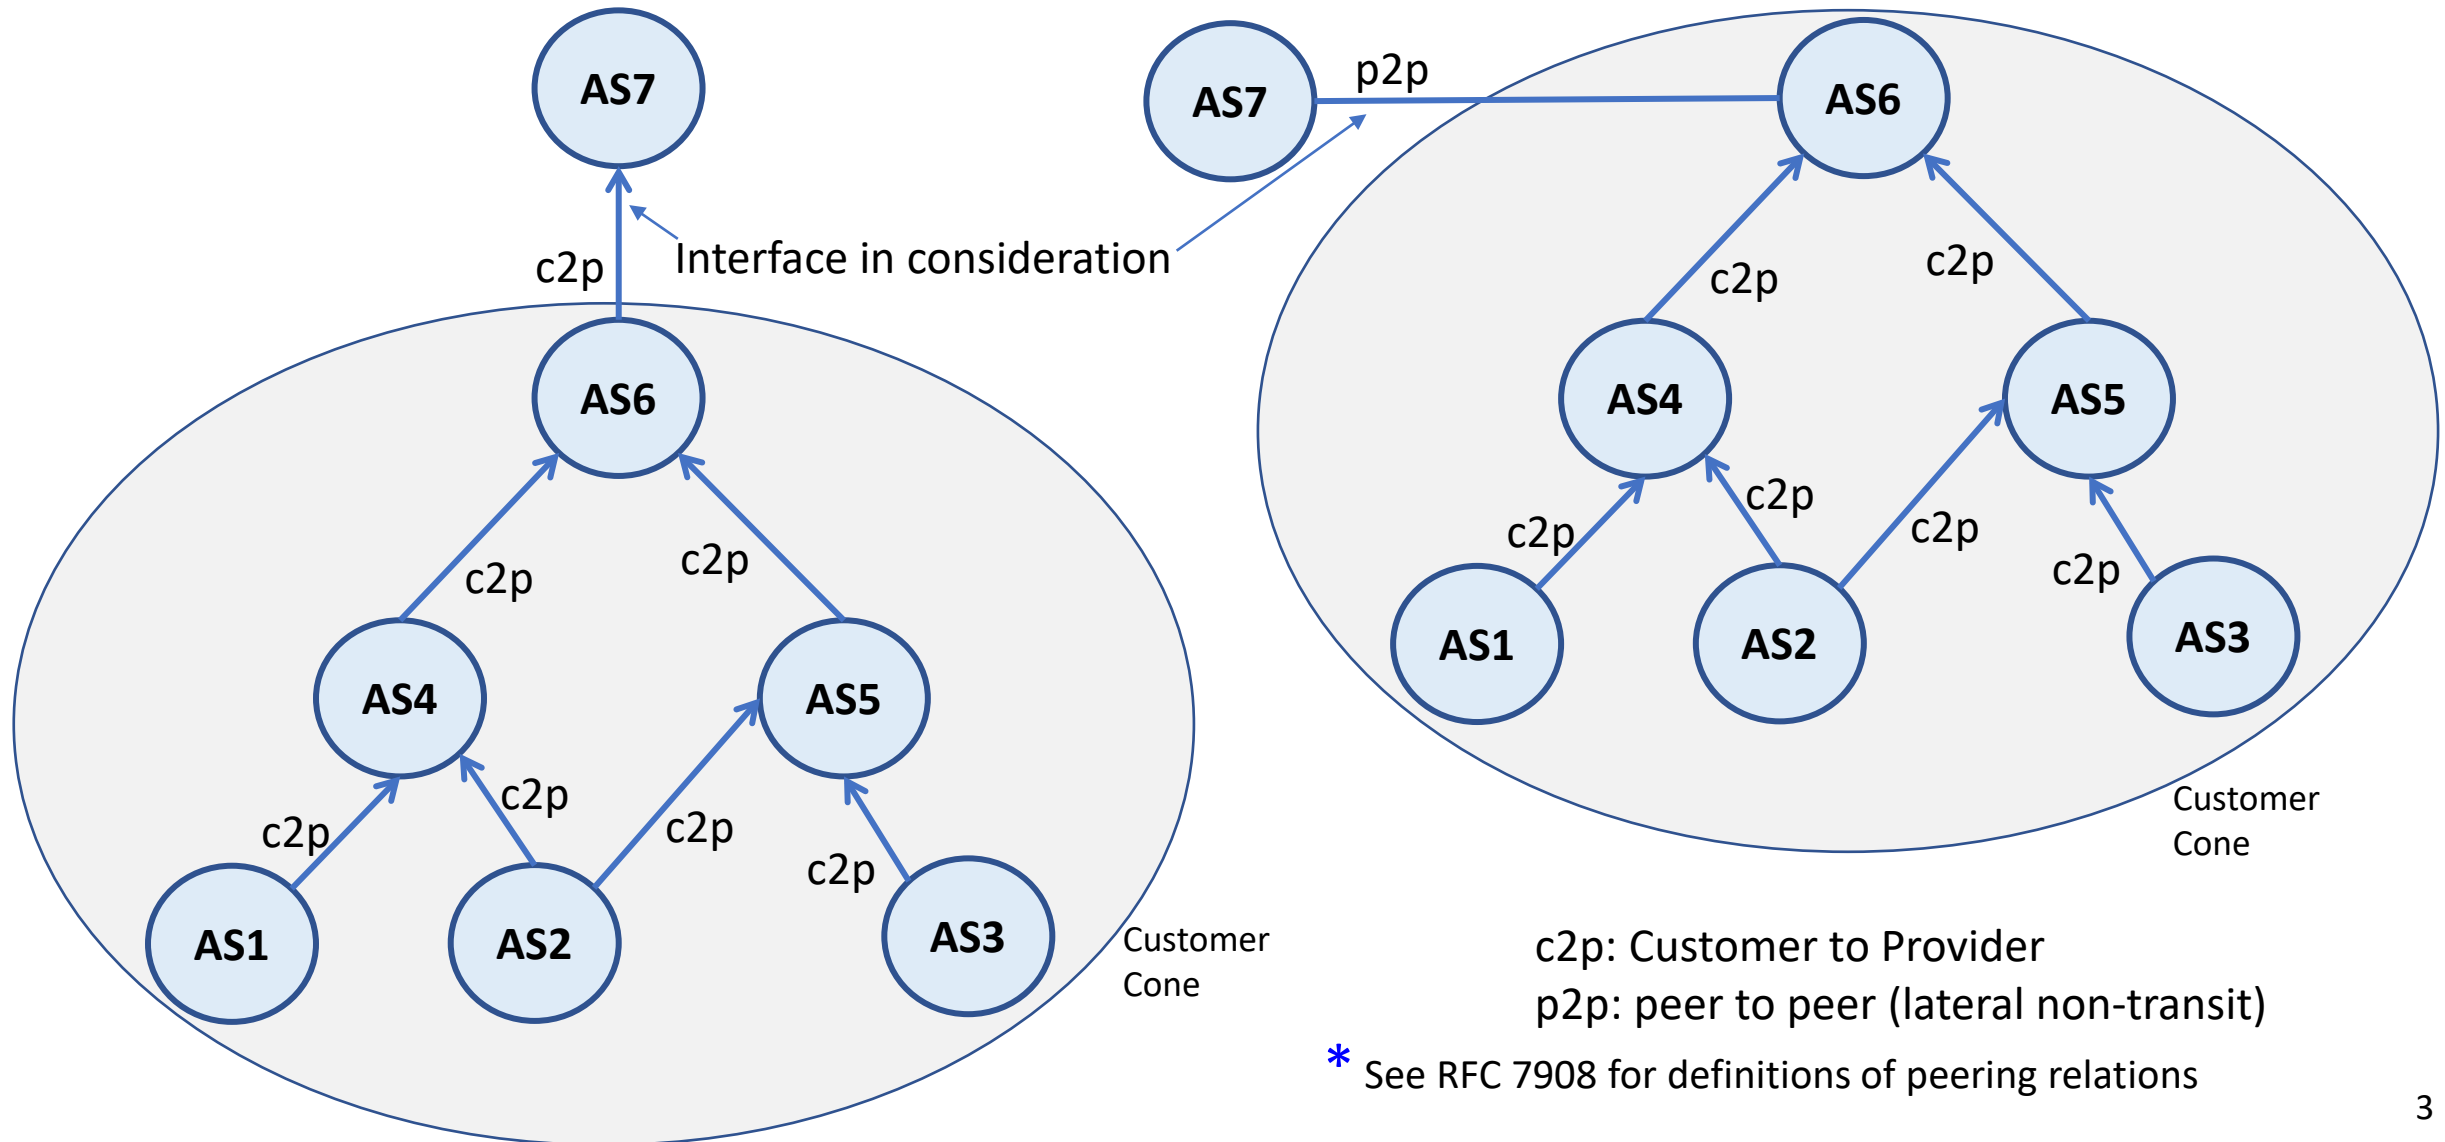 AS7
c2p
Interface in consideration
AS6
c2p
c2p
AS4
AS5
c2p
c2p
c2p
c2p
AS1
AS2
AS3
Customer
Cone
AS7
p2p
AS6
c2p
c2p
AS4
AS5
c2p
c2p
c2p
c2p
AS1
AS2
AS3
Customer
Cone
c2p: Customer to Provider
p2p: peer to peer (lateral non-transit)
* See RFC 7908 for definitions of peering relations
3